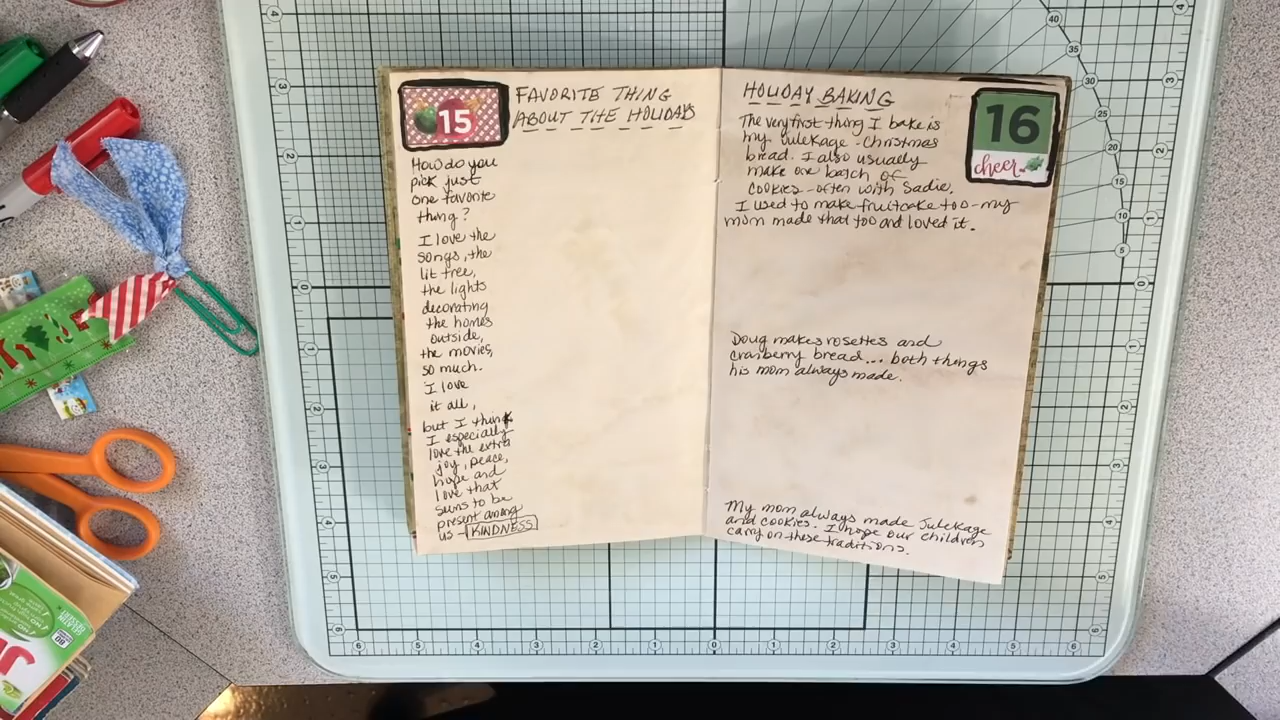 15
FAVORITE THING
ABOUT THE HOLIDAYS
How do you
pick just
one favorite
thing?
I love the
songs, the
lit tree,
the lights
decorating
the homes
outside,
the movies,
so much.
I love
it all,
but I think
I especially
love the extra
joy, peace,
hope and
love that
seems to be
present among
us - KINDNESS
HOLIDAY BAKING
16
cheer
The very first thing I bake is
my Julekage - Christmas
bread. I also usually
make one batch of
cookies - often with Sadie.
I used to make fruitcake too - my
mom made that too and loved it.
Doug makes rosettes and
cranberry bread... both things
his mom always made.
My mom always made Julekage
and cookies. I hope our children
carry on these traditions.